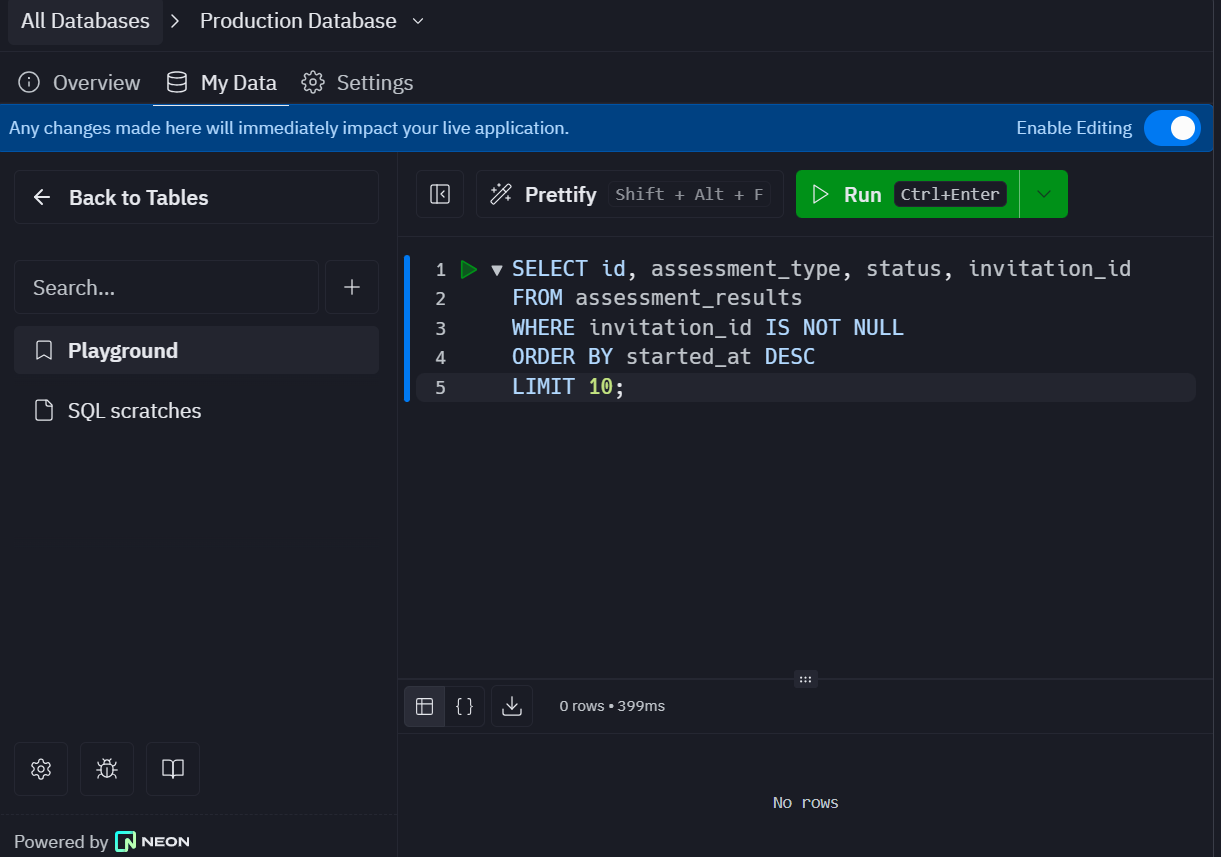 All Databases > Production Database
Overview My Data Settings
Any changes made here will immediately impact your live application. Enable Editing
Back to Tables
Prettify Shift + Alt + F Run Ctrl+Enter
Search...
Playground
SQL scratches
1 SELECT id, assessment_type, status, invitation_id
2 FROM assessment_results
3 WHERE invitation_id IS NOT NULL
4 ORDER BY started_at DESC
5 LIMIT 10;
{} 0 rows • 399ms
No rows
Powered by NEON